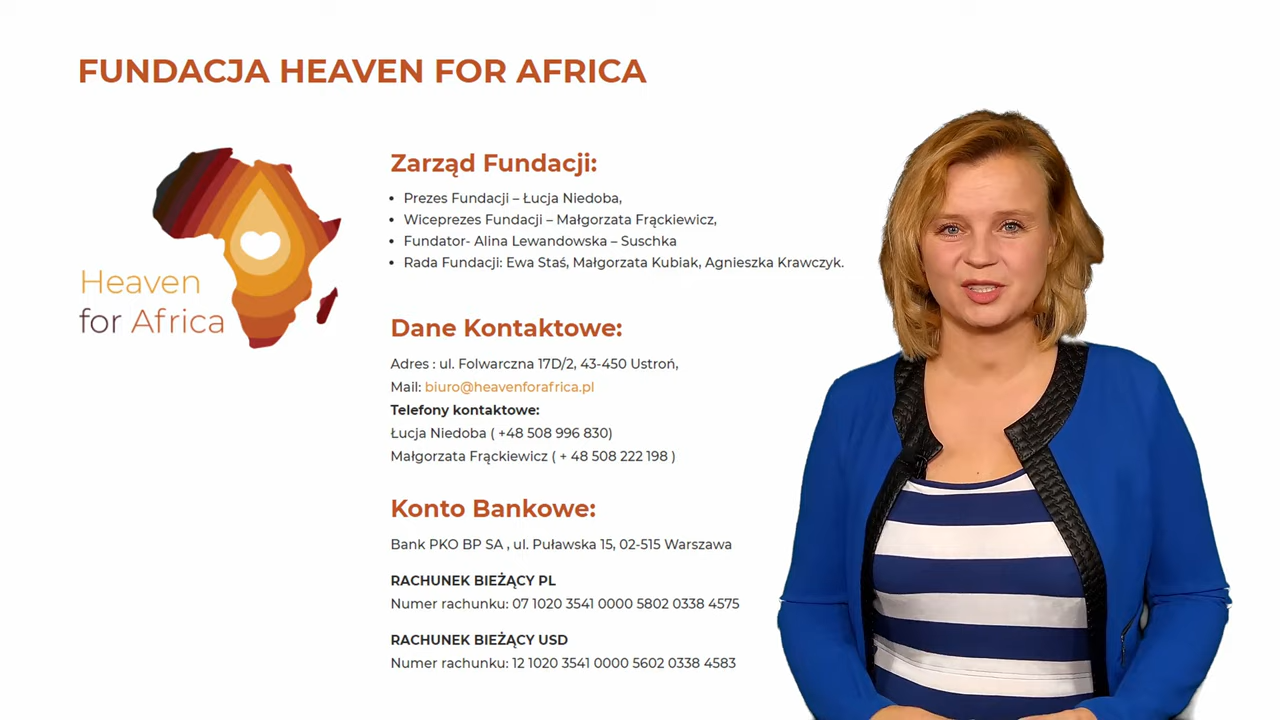 FUNDACJA HEAVEN FOR AFRICA
Heaven
for Africa
Zarząd Fundacji:
• Prezes Fundacji – Łucja Niedoba,
• Wiceprezes Fundacji – Małgorzata Frąckiewicz,
• Fundator- Alina Lewandowska – Suschka
• Rada Fundacji: Ewa Staś, Małgorzata Kubiak, Agnieszka Krawczyk.
Dane Kontaktowe:
Adres : ul. Folwarczna 17D/2, 43-450 Ustroń,
Mail: biuro@heavenforafrica.pl
Telefony kontaktowe:
Łucja Niedoba ( +48 508 996 830)
Małgorzata Frąckiewicz ( + 48 508 222 198 )
Konto Bankowe:
Bank PKO BP SA , ul. Puławska 15, 02-515 Warszawa
RACHUNEK BIEŻĄCY PL
Numer rachunku: 07 1020 3541 0000 5802 0338 4575
RACHUNEK BIEŻĄCY USD
Numer rachunku: 12 1020 3541 0000 5602 0338 4583